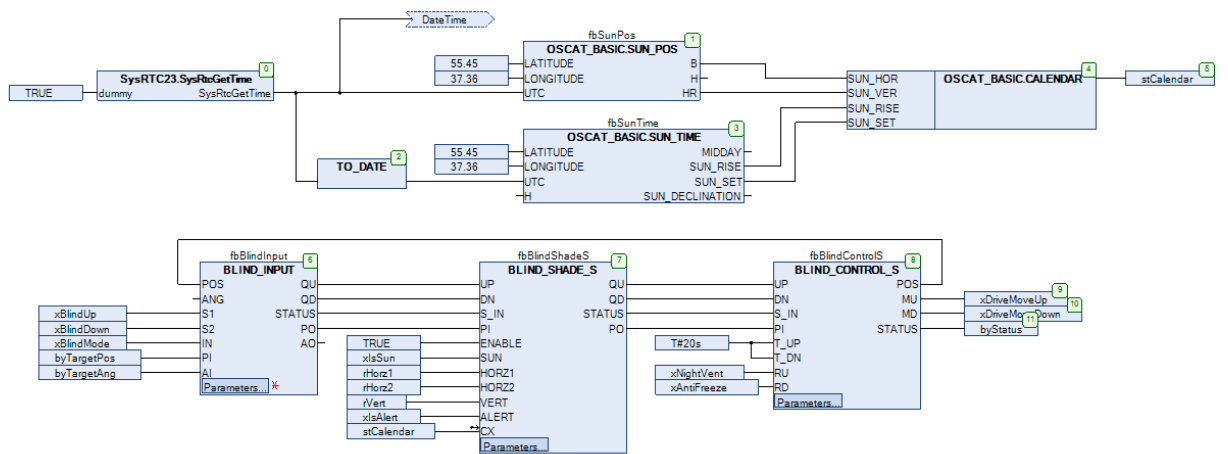 DateTime
fbSunPos
1
OSCAT_BASIC.SUN_POS
55.45
LATITUDE
B
37.36
LONGITUDE
H
UTC
HR
0
SysRTC23.SysRtcGetTime
TRUE
dummy
SysRtcGetTime
4
SUN_HOR
OSCAT_BASIC.CALENDAR
SUN_VER
SUN_RISE
SUN_SET
5
stCalendar
2
TO_DATE
fbSunTime
3
OSCAT_BASIC.SUN_TIME
55.45
LATITUDE
MIDDAY
37.36
LONGITUDE
SUN_RISE
UTC
SUN_SET
H
SUN_DECLINATION
fbBlindInput
6
BLIND_INPUT
POS
QU
ANG
QD
xBlindUp
S1
STATUS
xBlindDown
S2
PO
xBlindMode
IN
AO
byTargetPos
PI
byTargetAng
AI
Parameters...
fbBlindShadeS
7
BLIND_SHADE_S
UP
QU
DN
QD
S_IN
STATUS
PI
PO
TRUE
ENABLE
xIsSun
SUN
rHorz1
HORZ1
rHorz2
HORZ2
rVert
VERT
xIsAlert
ALERT
stCalendar
CX
Parameters...
fbBlindControlS
8
BLIND_CONTROL_S
UP
POS
DN
MU
S_IN
MD
PI
STATUS
T#20s
T_UP
T_DN
xNightVent
RU
xAntiFreeze
RD
Parameters...
9
xDriveMoveUp
10
xDriveMoveDown
11
byStatus